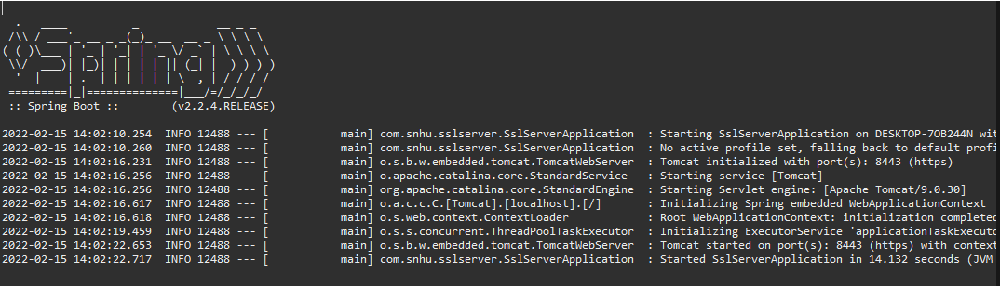 .   ____          _            __ _ _
 /\\ / ___'_ __ _ _(_)_ __  __ _ \ \ \ \
( ( )\___ | '_ | '_| | '_ \/ _` | \ \ \ \
 \\/  ___)| |_)| | | | | || (_| |  ) ) ) )
  '  |____| .__|_| |_|_| |_\__, | / / / /
 =========|_|==============|___/=/_/_/_/
 :: Spring Boot ::        (v2.2.4.RELEASE)
2022-02-15 14:02:10.254  INFO 12488 --- [           main] com.snhu.sslserver.SslServerApplication  : Starting SslServerApplication on DESKTOP-7OB244N wit
2022-02-15 14:02:10.260  INFO 12488 --- [           main] com.snhu.sslserver.SslServerApplication  : No active profile set, falling back to default profi
2022-02-15 14:02:16.231  INFO 12488 --- [           main] o.s.b.w.embedded.tomcat.TomcatWebServer  : Tomcat initialized with port(s): 8443 (https)
2022-02-15 14:02:16.256  INFO 12488 --- [           main] o.apache.catalina.core.StandardService   : Starting service [Tomcat]
2022-02-15 14:02:16.256  INFO 12488 --- [           main] org.apache.catalina.core.StandardEngine  : Starting Servlet engine: [Apache Tomcat/9.0.30]
2022-02-15 14:02:16.617  INFO 12488 --- [           main] o.a.c.c.C.[Tomcat].[localhost].[/]       : Initializing Spring embedded WebApplicationContext
2022-02-15 14:02:16.618  INFO 12488 --- [           main] o.s.web.context.ContextLoader            : Root WebApplicationContext: initialization completed
2022-02-15 14:02:19.459  INFO 12488 --- [           main] o.s.s.concurrent.ThreadPoolTaskExecutor  : Initializing ExecutorService 'applicationTaskExecuto
2022-02-15 14:02:22.653  INFO 12488 --- [           main] o.s.b.w.embedded.tomcat.TomcatWebServer  : Tomcat started on port(s): 8443 (https) with context
2022-02-15 14:02:22.717  INFO 12488 --- [           main] com.snhu.sslserver.SslServerApplication  : Started SslServerApplication in 14.132 seconds (JVM